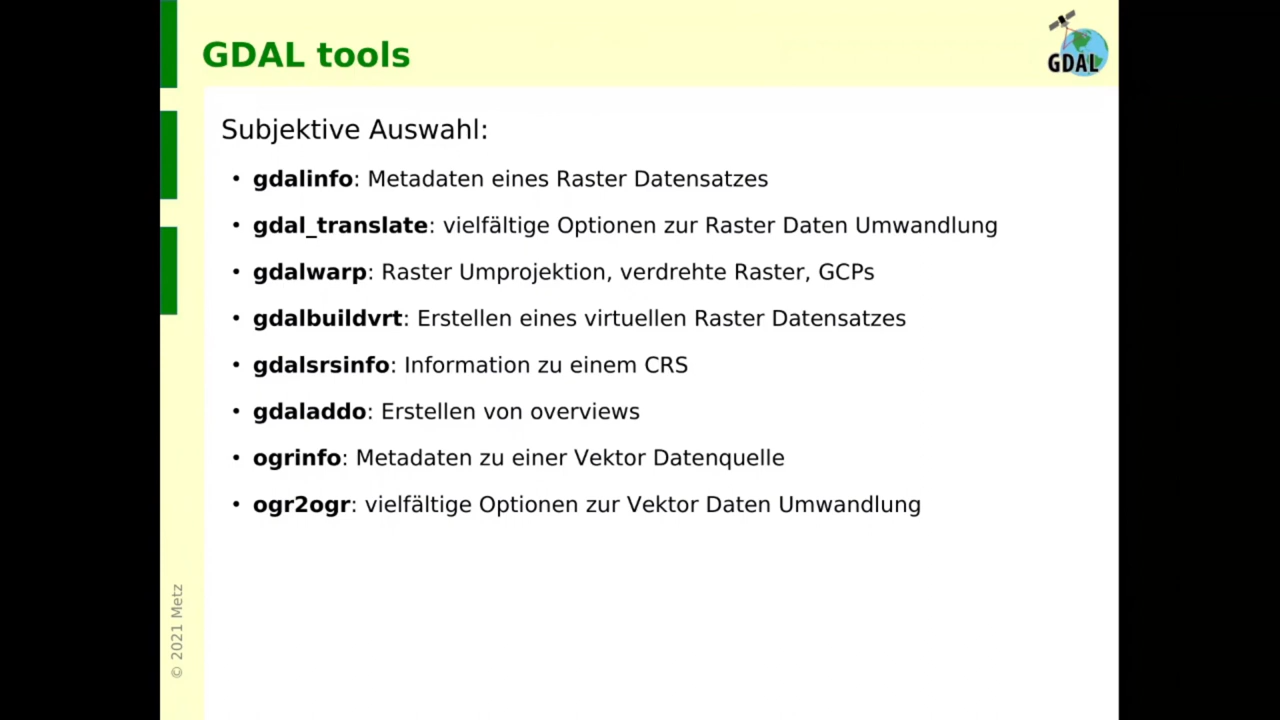 GDAL tools
GDAL
Subjektive Auswahl:
• gdalinfo: Metadaten eines Raster Datensatzes
• gdal_translate: vielfältige Optionen zur Raster Daten Umwandlung
• gdalwarp: Raster Umprojektion, verdrehte Raster, GCPs
• gdalbuildvrt: Erstellen eines virtuellen Raster Datensatzes
• gdalsrsinfo: Information zu einem CRS
• gdaladdo: Erstellen von overviews
• ogrinfo: Metadaten zu einer Vektor Datenquelle
• ogr2ogr: vielfältige Optionen zur Vektor Daten Umwandlung
© 2021 Metz